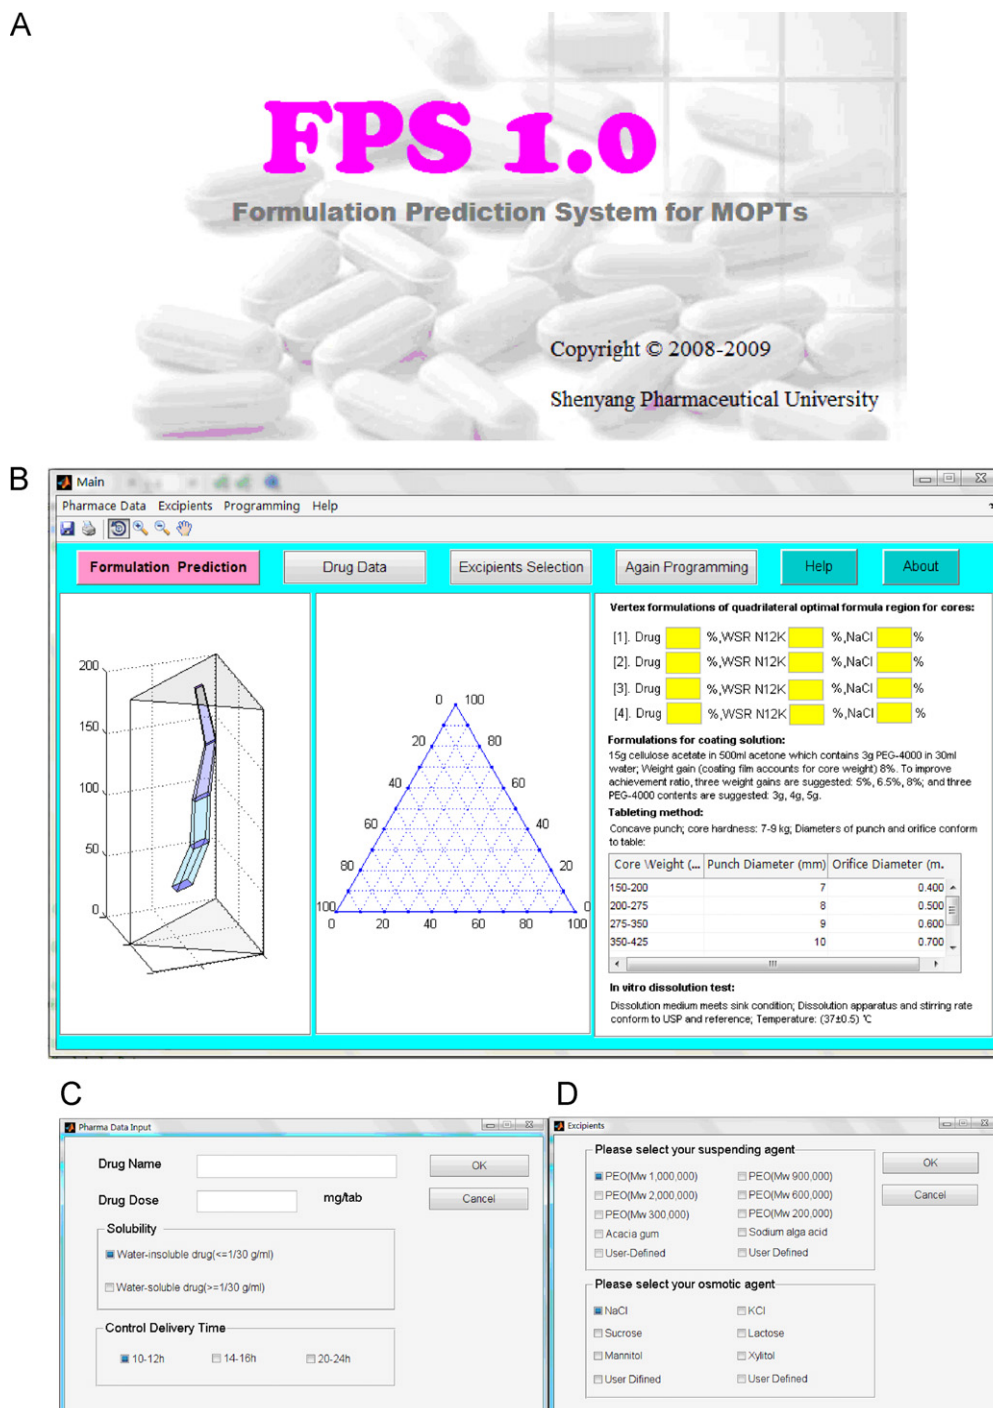 A
FPS 1.0
Formulation Prediction System for MOPTs
Copyright © 2008-2009
Shenyang Pharmaceutical University
B
Main
Pharmace Data Excipients Programming Help
Formulation Prediction Drug Data Excipients Selection Again Programming Help About
200
150
100
50
0
0 100
20 80
40 60
60 40
80 20
100 0
0 20 40 60 80 100
Vertex formulations of quadrilateral optimal formula region for cores:
[1]. Drug %,WSR N12K %,NaCl %
[2]. Drug %,WSR N12K %,NaCl %
[3]. Drug %,WSR N12K %,NaCl %
[4]. Drug %,WSR N12K %,NaCl %
Formulations for coating solution:
15g cellulose acetate in 500ml acetone which contains 3g PEG-4000 in 30ml
water; Weight gain (coating film accounts for core weight) 8%. To improve
achievement ratio, three weight gains are suggested: 5%, 6.5%, 8%; and three
PEG-4000 contents are suggested: 3g, 4g, 5g.
Tableting method:
Concave punch; core hardness: 7-9 kg; Diameters of punch and orifice conform
to table:
Core Weight (... Punch Diameter (mm) Orifice Diameter (m.
150-200 7 0.400
200-275 8 0.500
275-350 9 0.600
350-425 10 0.700
In vitro dissolution test:
Dissolution medium meets sink condition; Dissolution apparatus and stirring rate
conform to USP and reference; Temperature: (37±0.5) ℃
C
Pharma Data Input
Drug Name
OK
Drug Dose mg/tab
Cancel
Solubility
Water-insoluble drug(<=1/30 g/ml)
Water-soluble drug(>=1/30 g/ml)
Control Delivery Time
10-12h 14-16h 20-24h
D
Excipients
Please select your suspending agent
OK
PEO(Mw 1,000,000) PEO(Mw 900,000)
Cancel
PEO(Mw 2,000,000) PEO(Mw 600,000)
PEO(Mw 300,000) PEO(Mw 200,000)
Acacia gum Sodium alga acid
User-Defined User Defined
Please select your osmotic agent
NaCl KCl
Sucrose Lactose
Mannitol Xylitol
User Difined User Defined